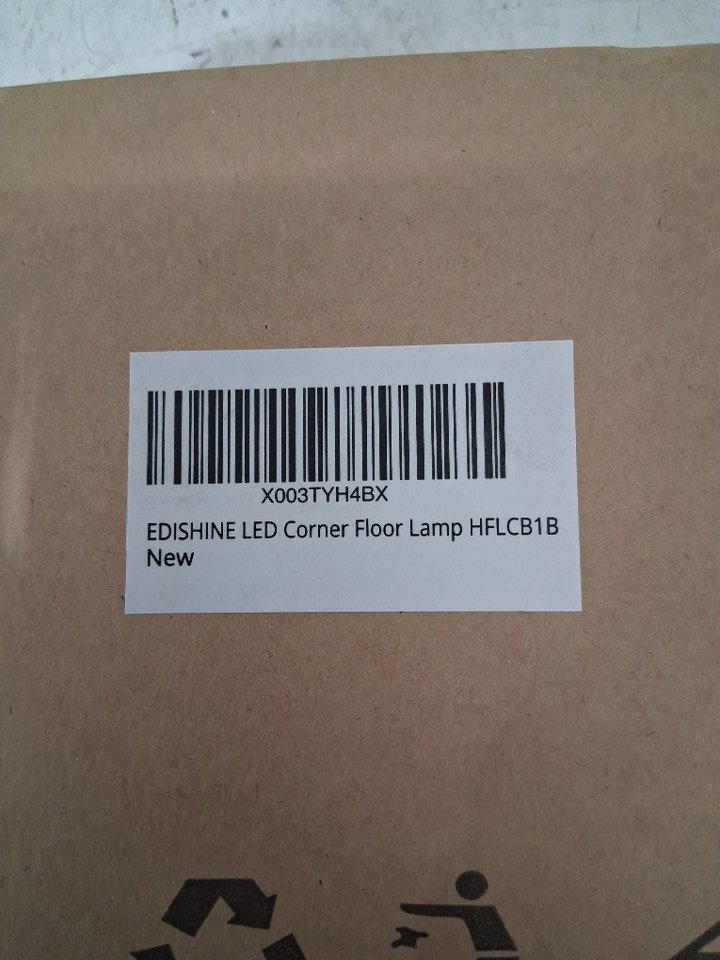 X003TYH4BX
EDISHINE LED Corner Floor Lamp HFLCB1B
New